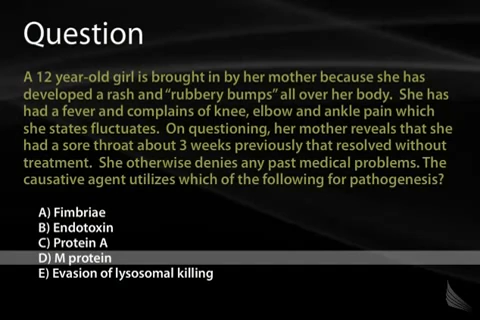 Question
A 12 year-old girl is brought in by her mother because she has
developed a rash and "rubbery bumps" all over her body.  She has
had a fever and complains of knee, elbow and ankle pain which
she states fluctuates.  On questioning, her mother reveals that she
had a sore throat about 3 weeks previously that resolved without
treatment.  She otherwise denies any past medical problems. The
causative agent utilizes which of the following for pathogenesis?
A) Fimbriae
B) Endotoxin
C) Protein A
D) M protein
E) Evasion of lysosomal killing